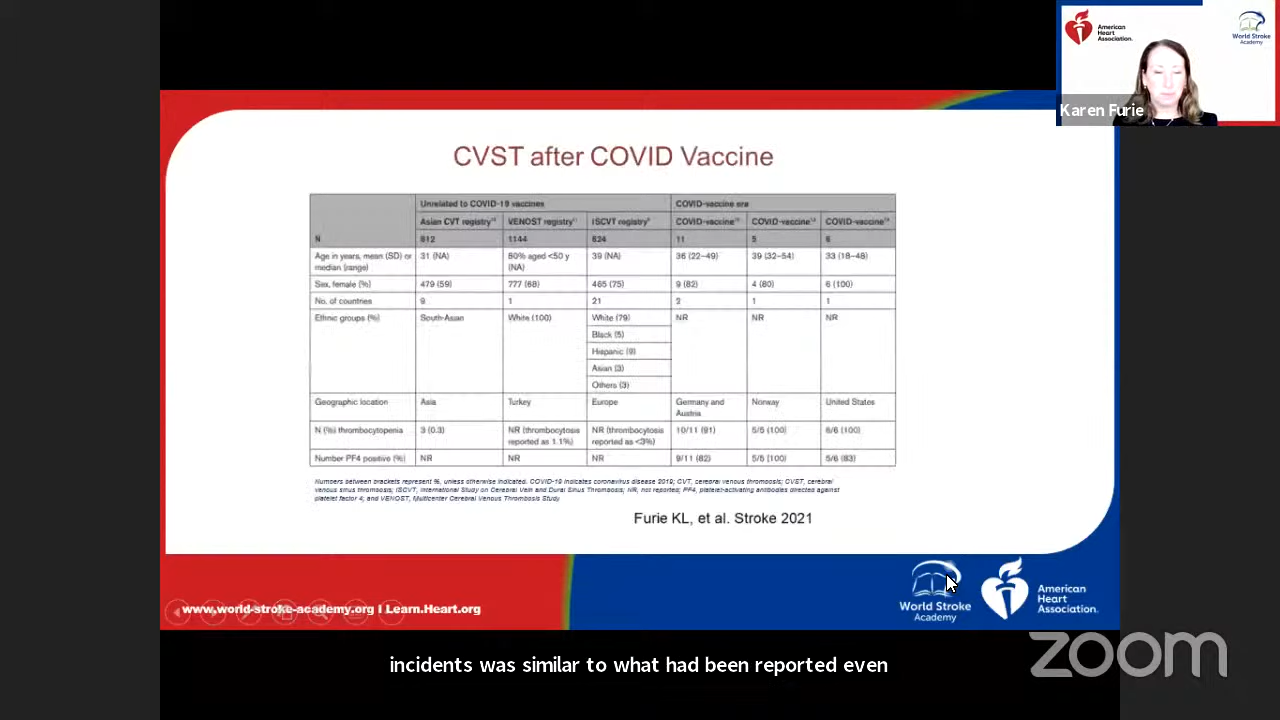 American
Heart
Association.
World Stroke
Academy
Karen Furie
CVST after COVID Vaccine
Unrelated to COVID-19 vaccines COVID-vaccine era
Asian CVT registry VENOST registry ISCVT registry COVID-vaccine COVID-vaccine COVID-vaccine
N 812 1144 624 11 5 6
Age in years, mean (SD) or median (range) 31 (NA) 80% aged <50 y (NA) 39 (NA) 36 (22–49) 39 (32–54) 33 (18–48)
Sex, female (%) 479 (59) 777 (68) 465 (75) 9 (82) 4 (80) 6 (100)
No. of countries 9 1 21 2 1 1
Ethnic groups (%) South-Asian White (100) White (79) NR NR NR
Black (5)
Hispanic (9)
Asian (3)
Others (3)
Geographic location Asia Turkey Europe Germany and Austria Norway United States
N (%) thrombocytopenia 3 (0.3) NR (thrombocytosis reported as 1.1%) NR (thrombocytosis reported as <3%) 10/11 (91) 5/5 (100) 6/6 (100)
Number PF4 positive (%) NR NR NR 9/11 (82) 5/5 (100) 5/6 (83)
Numbers between brackets represent %, unless otherwise indicated. COVID-19 indicates coronavirus disease 2019; CVT, cerebral venous thrombosis; CVST, cerebral
venous sinus thrombosis; ISCVT, International Study on Cerebral Vein and Dural Sinus Thrombosis; NR, not reported; PF4, platelet-activating antibodies directed against
platelet factor 4; and VENOST, Multicenter Cerebral Venous Thrombosis Study
Furie KL, et al. Stroke 2021
www.world-stroke-academy.org I Learn.Heart.org
World Stroke
Academy
American
Heart
Association.
incidents was similar to what had been reported even
zoom